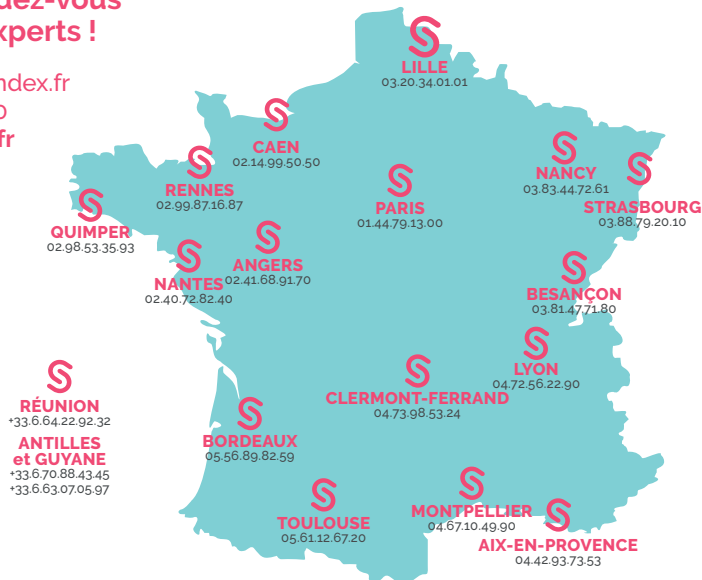 dez-vous
xperts !
ndex.fr
fr
LILLE
03.20.34.01.01
CAEN
02.14.99.50.50
RENNES
02.99.87.16.87
QUIMPER
02.98.53.35.93
NANTES
02.40.72.82.40
ANGERS
02.41.68.91.70
PARIS
01.44.79.13.00
NANCY
03.83.44.72.61
STRASBOURG
03.88.79.20.10
BESANÇON
03.81.47.71.80
LYON
04.72.56.22.90
CLERMONT-FERRAND
04.73.98.53.24
RÉUNION
+33.6.64.22.92.32
ANTILLES
et GUYANE
+33.6.70.88.43.45
+33.6.63.07.05.97
BORDEAUX
05.56.89.82.59
TOULOUSE
05.61.12.67.20
MONTPELLIER
04.67.10.49.90
AIX-EN-PROVENCE
04.42.93.73.53